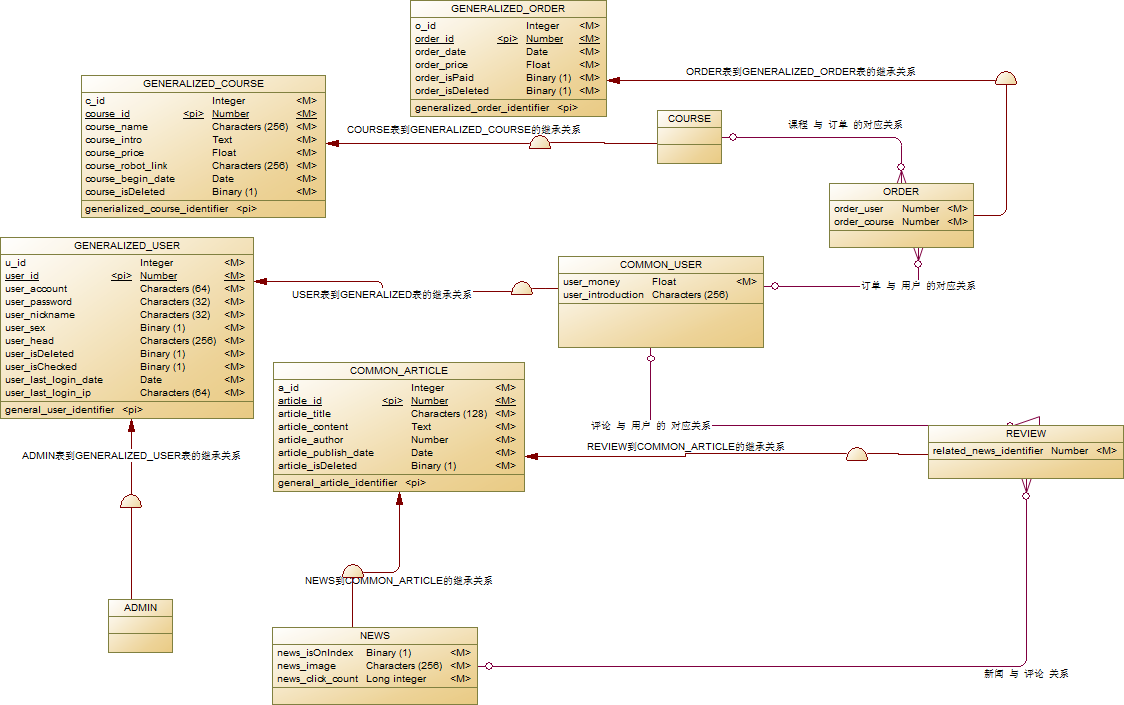 GENERALIZED_ORDER
o_id Integer <M>
order_id <pi> Number <M>
order_date Date <M>
order_price Float <M>
order_isPaid Binary (1) <M>
order_isDeleted Binary (1) <M>
generalized_order_identifier <pi>
ORDER表到GENERALIZED_ORDER表的继承关系
GENERALIZED_COURSE
c_id Integer <M>
course_id <pi> Number <M>
course_name Characters (256) <M>
course_intro Text <M>
course_price Float <M>
course_robot_link Characters (256) <M>
course_begin_date Date <M>
course_isDeleted Binary (1) <M>
generialized_course_identifier <pi>
COURSE表到GENERALIZED_COURSE的继承关系
COURSE
课程 与 订单 的对应关系
ORDER
order_user Number <M>
order_course Number <M>
GENERALIZED_USER
u_id Integer <M>
user_id <pi> Number <M>
user_account Characters (64) <M>
user_password Characters (32) <M>
user_nickname Characters (32) <M>
user_sex Binary (1) <M>
user_head Characters (256) <M>
user_isDeleted Binary (1) <M>
user_isChecked Binary (1) <M>
user_last_login_date Date <M>
user_last_login_ip Characters (64) <M>
general_user_identifier <pi>
USER表到GENERALIZED表的继承关系
COMMON_USER
user_money Float <M>
user_introduction Characters (256)
订单 与 用户 的对应关系
COMMON_ARTICLE
a_id Integer <M>
article_id <pi> Number <M>
article_title Characters (128) <M>
article_content Text <M>
article_author Number <M>
article_publish_date Date <M>
article_isDeleted Binary (1) <M>
general_article_identifier <pi>
评论 与 用户 的 对应关系
REVIEW到COMMON_ARTICLE的继承关系
REVIEW
related_news_identifier Number <M>
ADMIN表到GENERALIZED_USER表的继承关系
NEWS到COMMON_ARTICLE的继承关系
ADMIN
NEWS
news_isOnIndex Binary (1) <M>
news_image Characters (256) <M>
news_click_count Long integer <M>
新闻 与 评论 关系